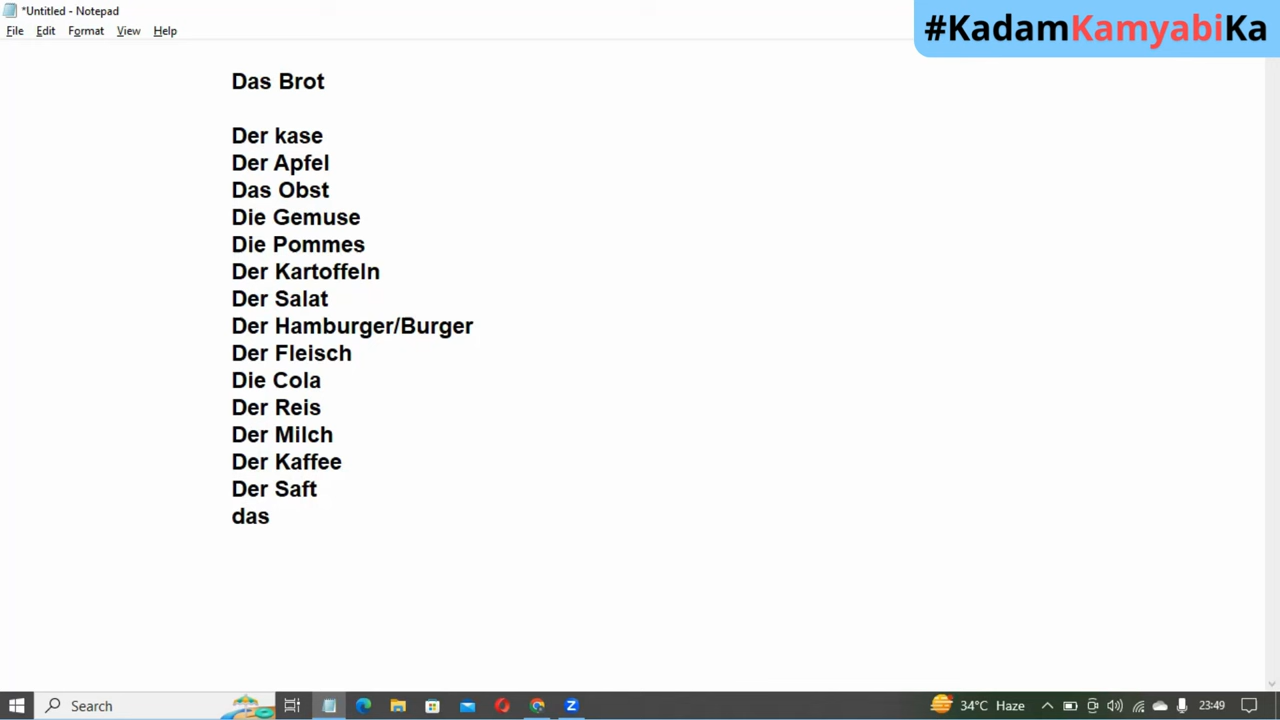 *Untitled - Notepad
#KadamKamyabiKa
File Edit Format View Help
Das Brot
Der kase
Der Apfel
Das Obst
Die Gemuse
Die Pommes
Der Kartoffeln
Der Salat
Der Hamburger/Burger
Der Fleisch
Die Cola
Der Reis
Der Milch
Der Kaffee
Der Saft
das
Search 34°C Haze 23:49